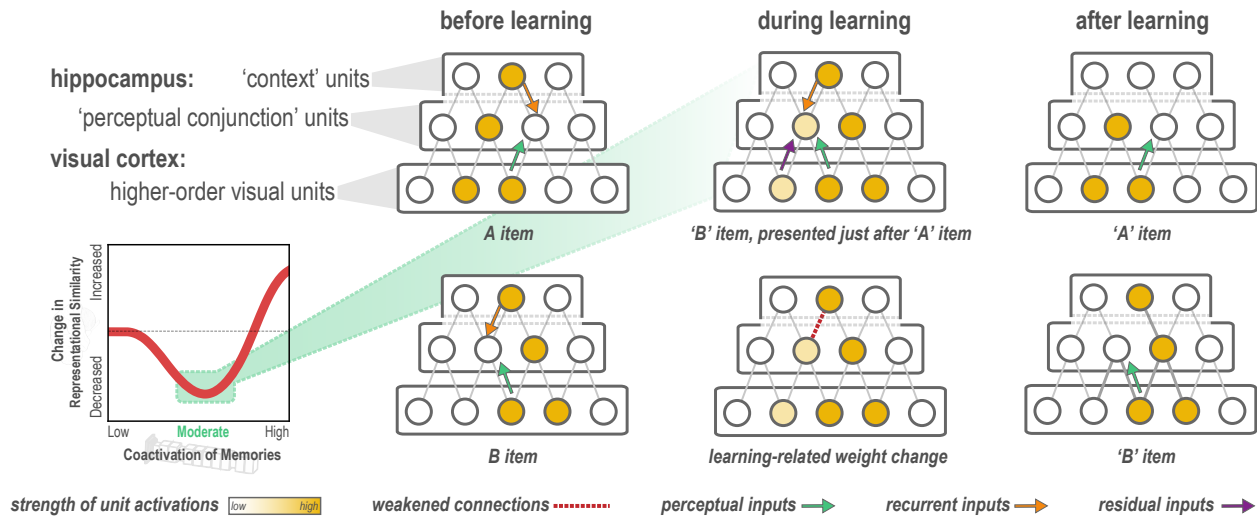 before learning
during learning
after learning
hippocampus:
‘context’ units
‘perceptual conjunction’ units
visual cortex:
higher-order visual units
A item
‘B’ item, presented just after ‘A’ item
‘A’ item
Change in
Representational Similarity
Decreased
Increased
Low
Moderate
High
Coactivation of Memories
B item
learning-related weight change
‘B’ item
strength of unit activations
low
high
weakened connections
perceptual inputs
recurrent inputs
residual inputs